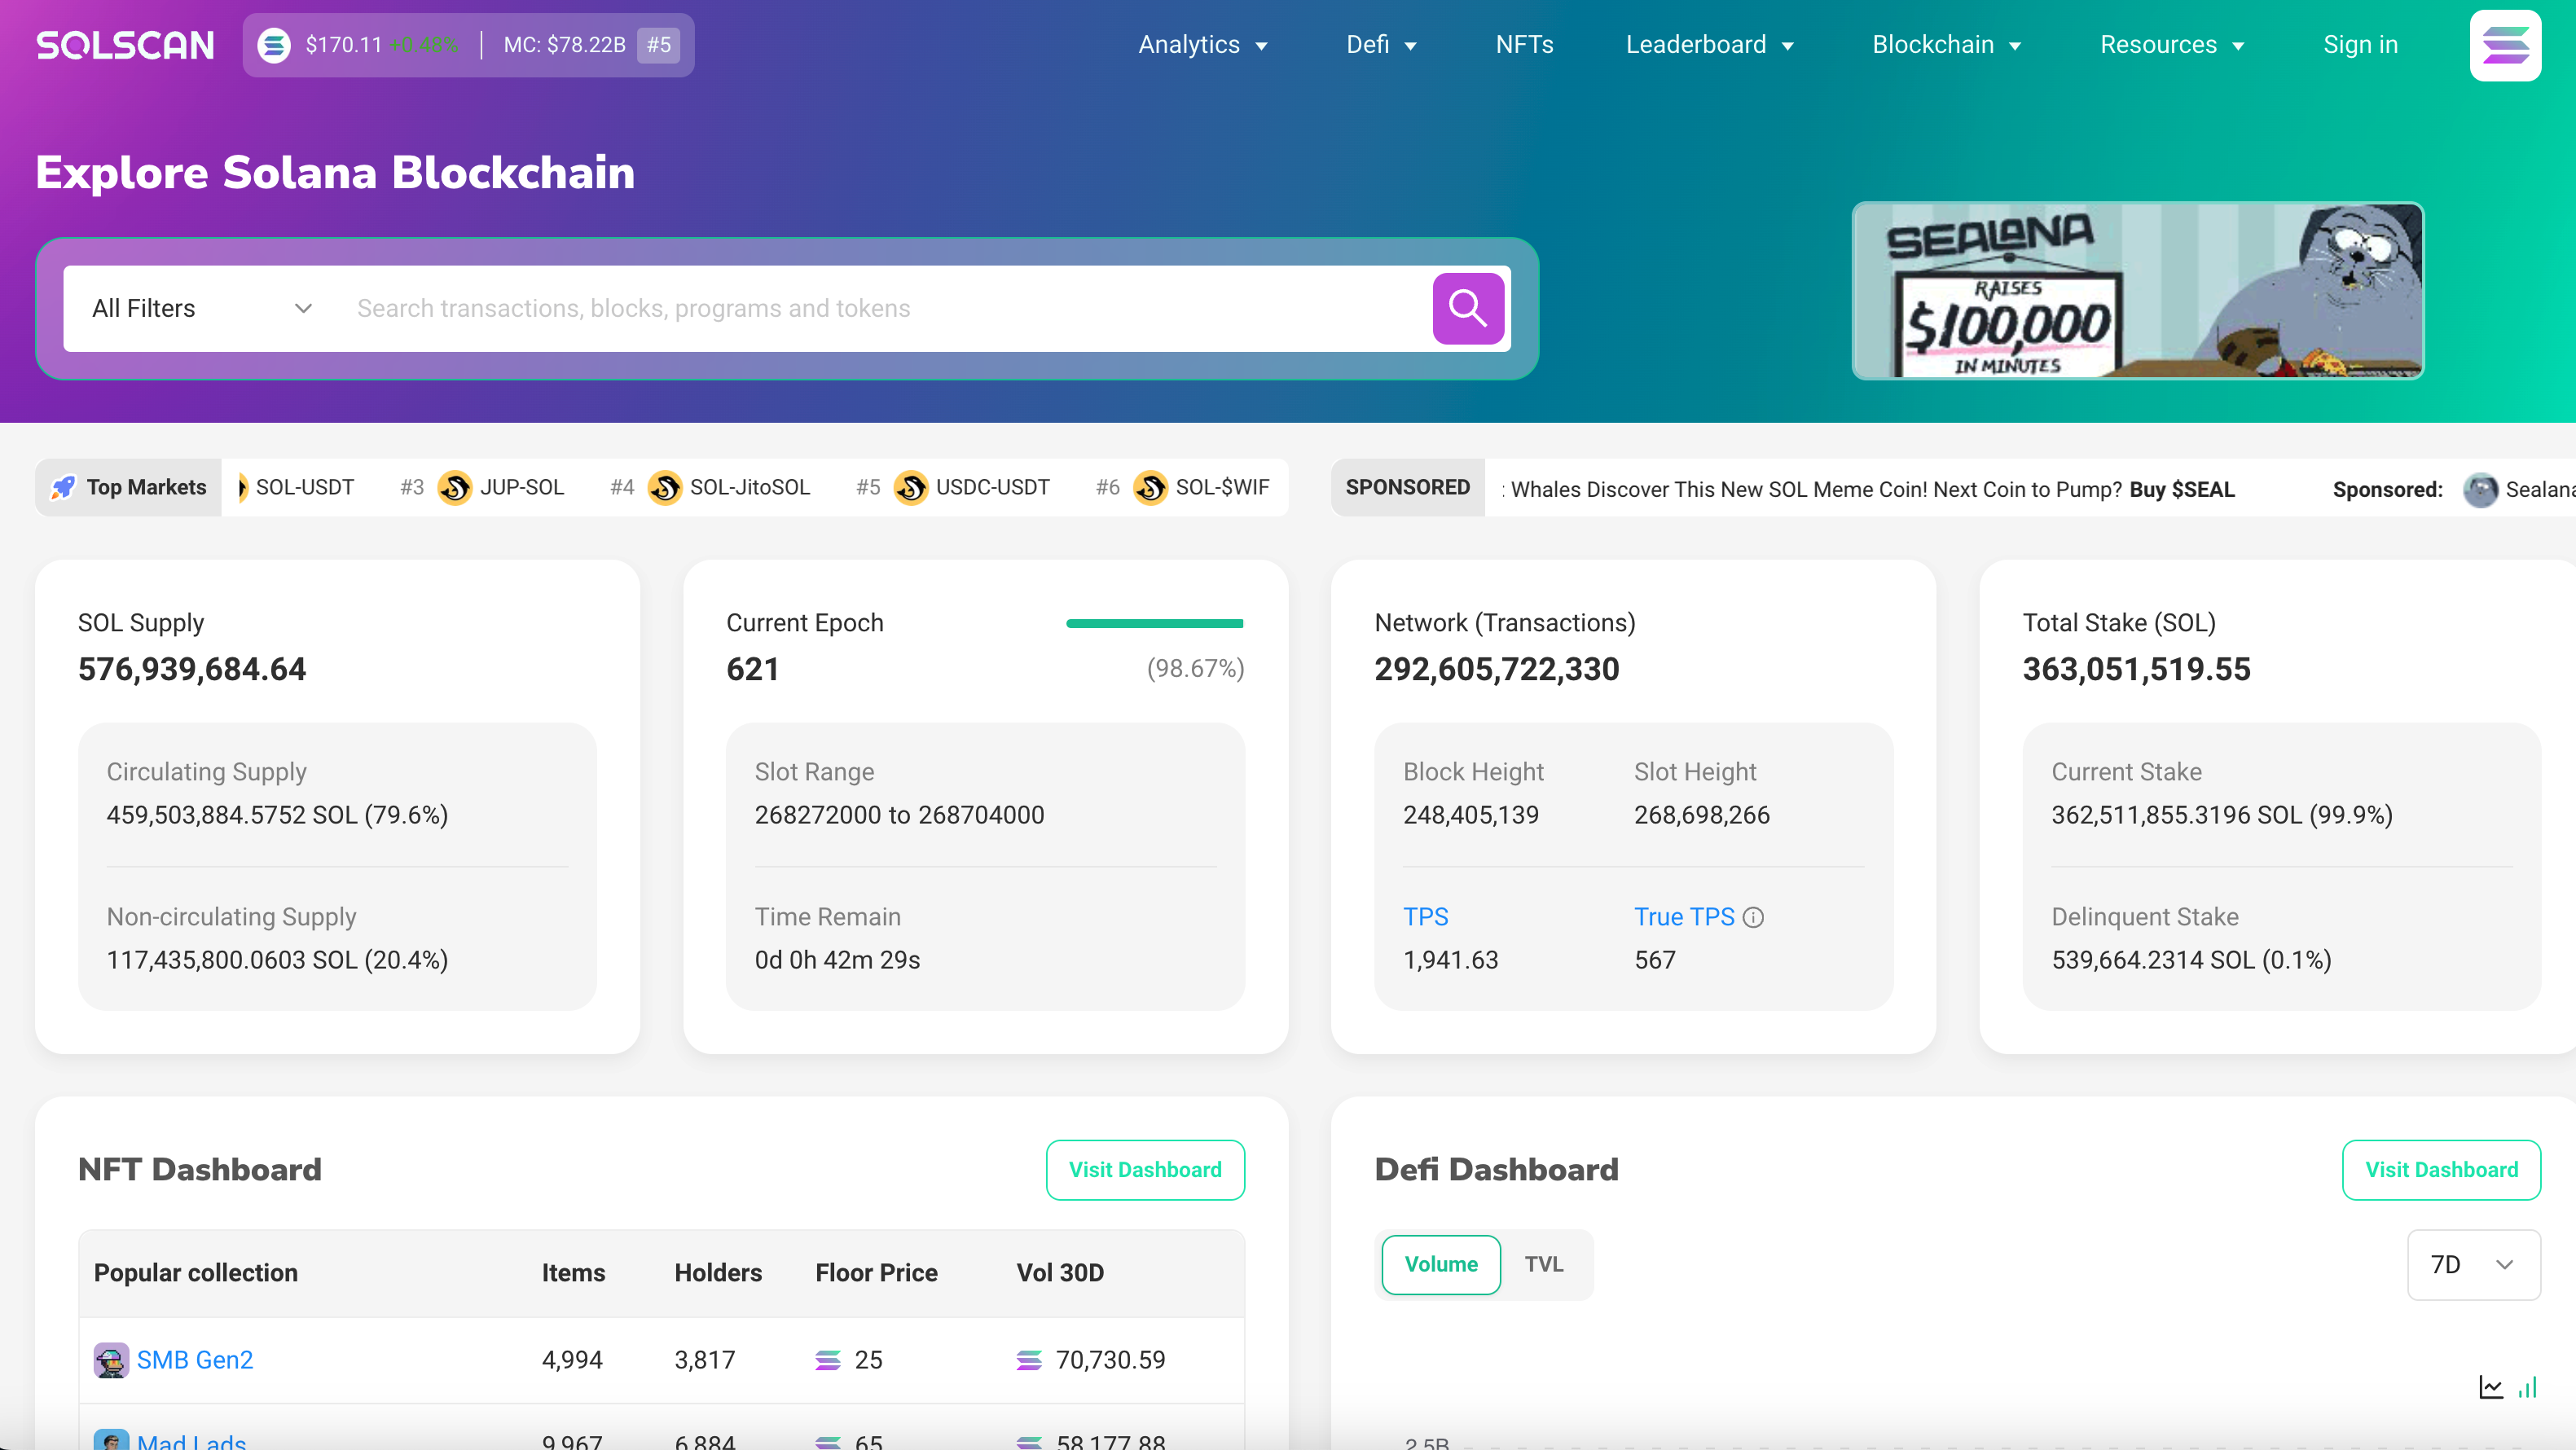 SOLSCAN
$170.11 +0.48% | MC: $78.22B #5
Analytics
Defi
NFTs
Leaderboard
Blockchain
Resources
Sign in
Explore Solana Blockchain
All Filters
Search transactions, blocks, programs and tokens
SEALANA
RAISES
$100,000
IN MINUTES
Top Markets
SOL-USDT
#3 JUP-SOL
#4 SOL-JitoSOL
#5 USDC-USDT
#6 SOL-$WIF
SPONSORED
: Whales Discover This New SOL Meme Coin! Next Coin to Pump? Buy $SEAL
Sponsored: Sealana
SOL Supply
576,939,684.64
Circulating Supply
459,503,884.5752 SOL (79.6%)
Non-circulating Supply
117,435,800.0603 SOL (20.4%)
Current Epoch
621
(98.67%)
Slot Range
268272000 to 268704000
Time Remain
0d 0h 42m 29s
Network (Transactions)
292,605,722,330
Block Height
248,405,139
Slot Height
268,698,266
TPS
1,941.63
True TPS
567
Total Stake (SOL)
363,051,519.55
Current Stake
362,511,855.3196 SOL (99.9%)
Delinquent Stake
539,664.2314 SOL (0.1%)
NFT Dashboard
Visit Dashboard
Popular collection Items Holders Floor Price Vol 30D
SMB Gen2 4,994 3,817 25 70,730.59
Mad Lads 9,967 6,884 65 58,177.88
Defi Dashboard
Visit Dashboard
Volume
TVL
7D
2.5B